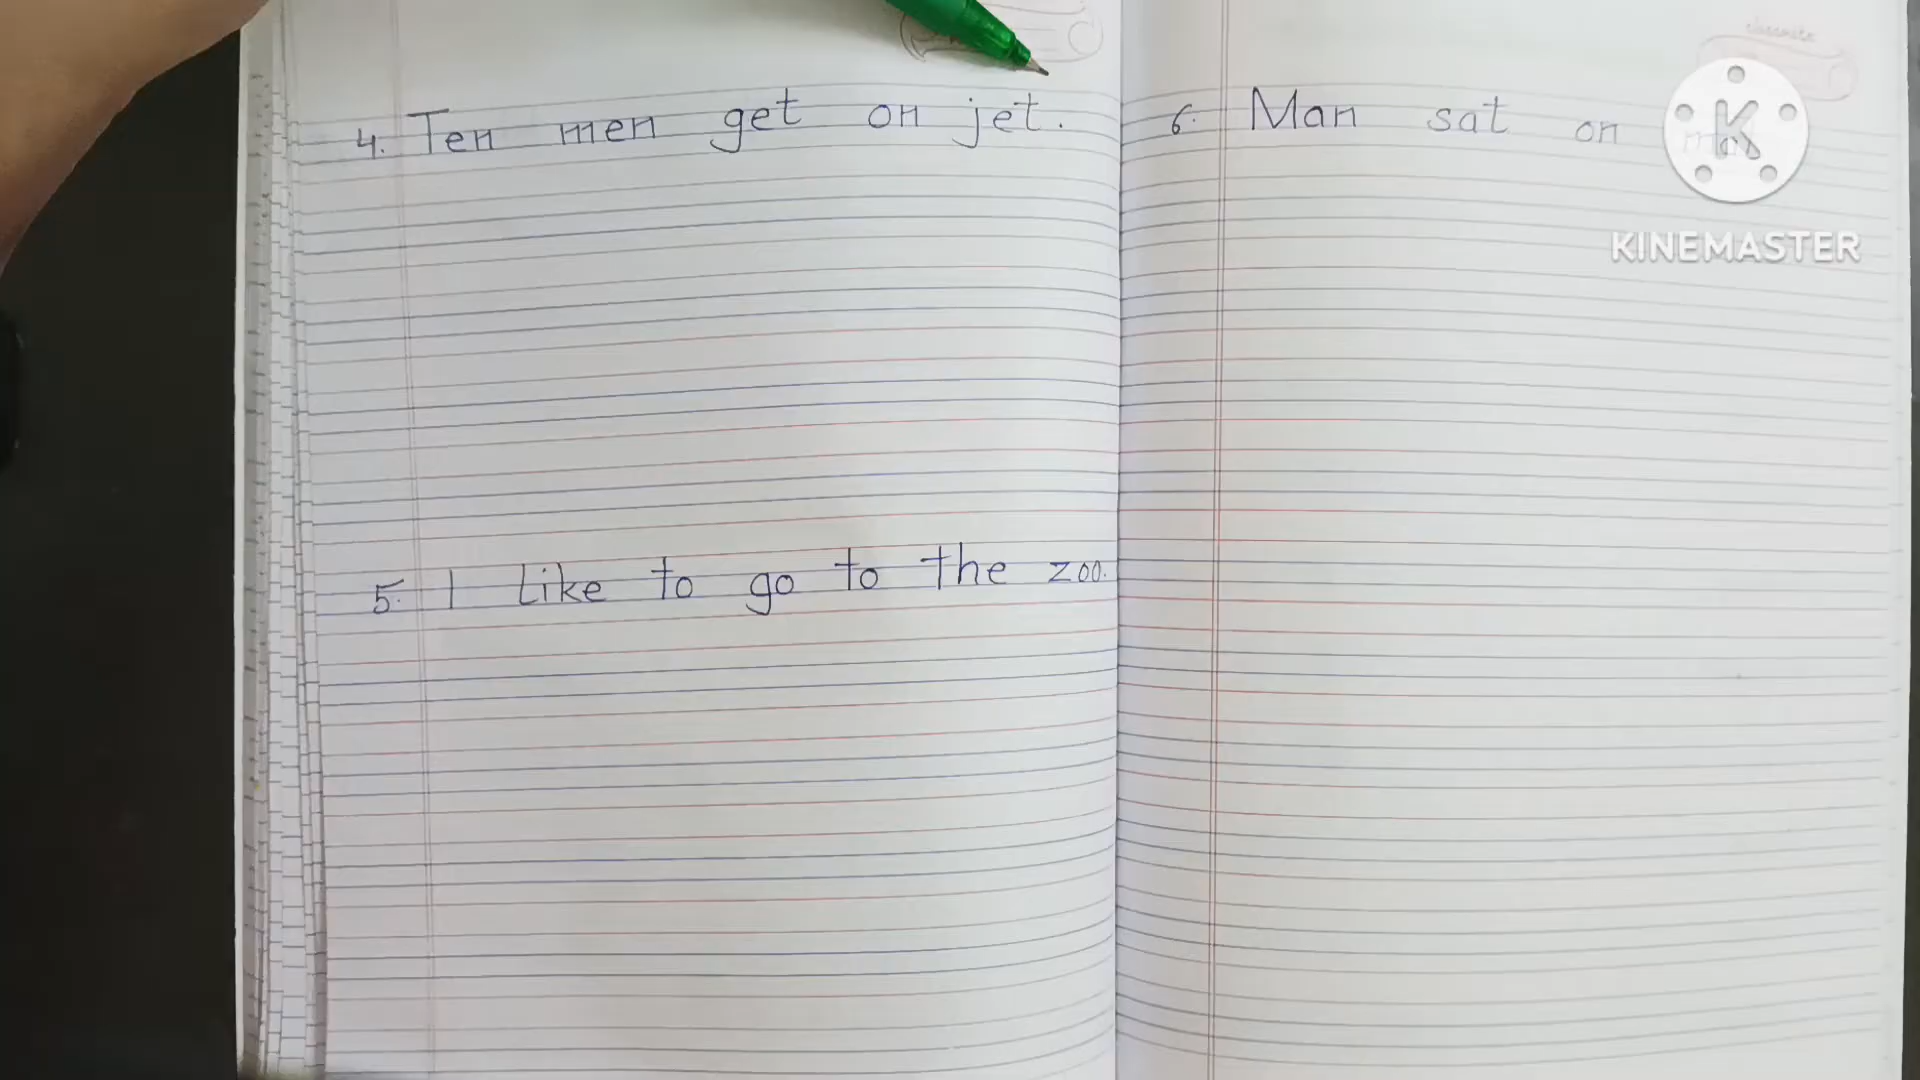 4. Ten men get on jet.
5. I like to go to the zoo.
6. Man sat on
KINEMASTER